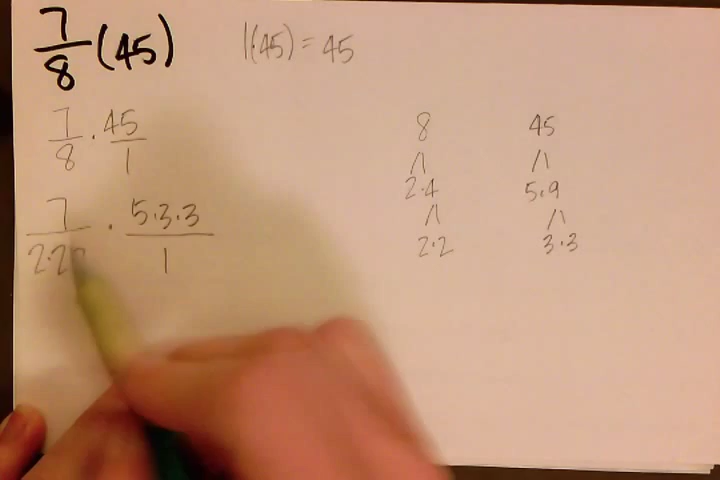 7/8 (45)
1(45) = 45
7/8 · 45/1
7/2·2 · 5·3·3/1
8
2·4
2·2
45
5·9
3·3